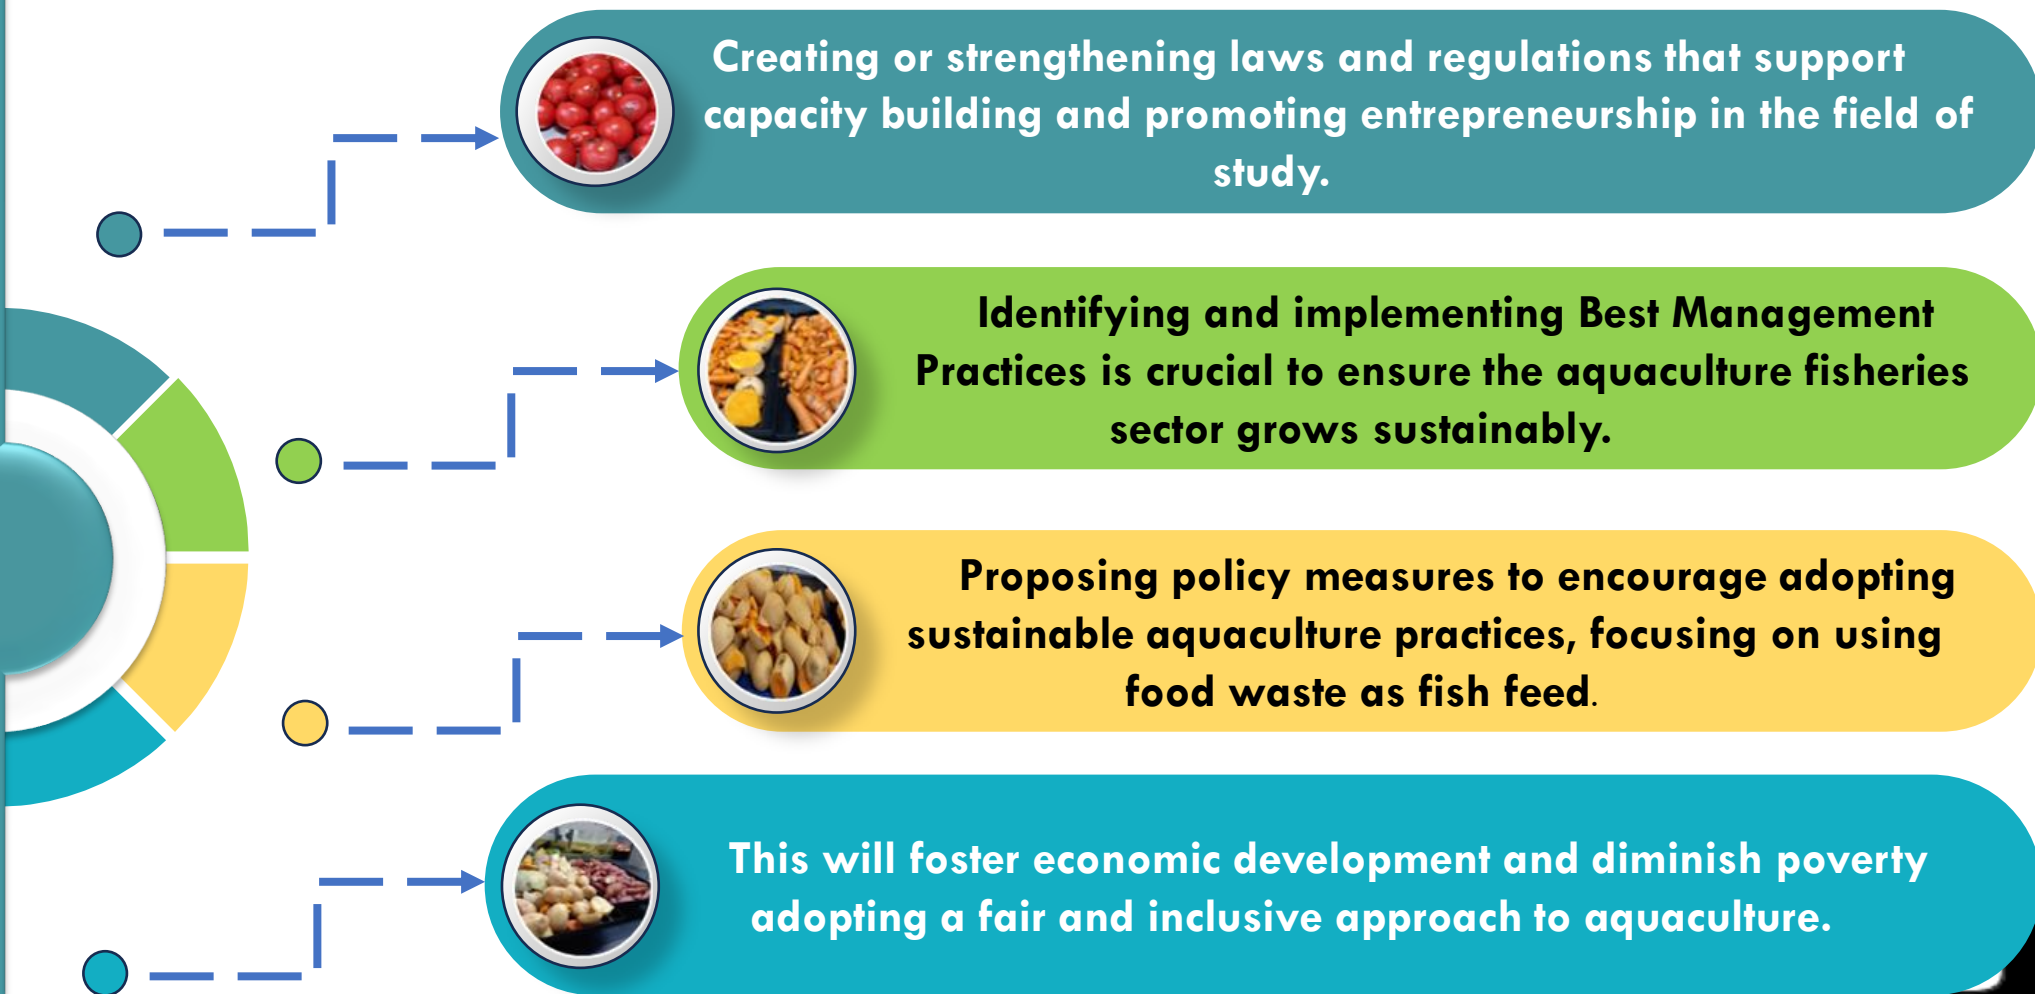 Creating or strengthening laws and regulations that support
capacity building and promoting entrepreneurship in the field of
study.
Identifying and implementing Best Management
Practices is crucial to ensure the aquaculture fisheries
sector grows sustainably.
Proposing policy measures to encourage adopting
sustainable aquaculture practices, focusing on using
food waste as fish feed.
This will foster economic development and diminish poverty
adopting a fair and inclusive approach to aquaculture.